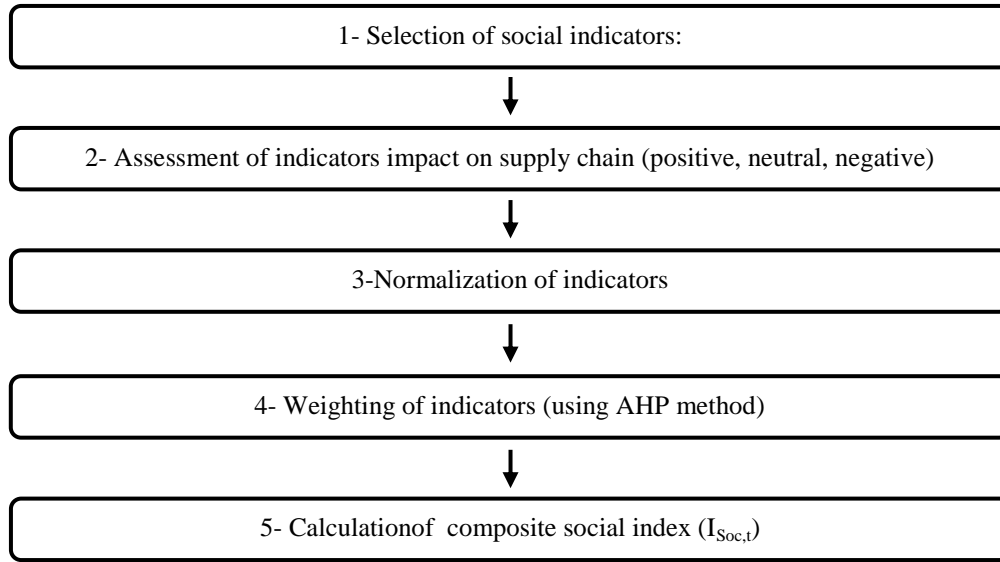 1- Selection of social indicators:
2- Assessment of indicators impact on supply chain (positive, neutral, negative)
3-Normalization of indicators
4- Weighting of indicators (using AHP method)
5- Calculationof  composite social index (I_Soc,t)